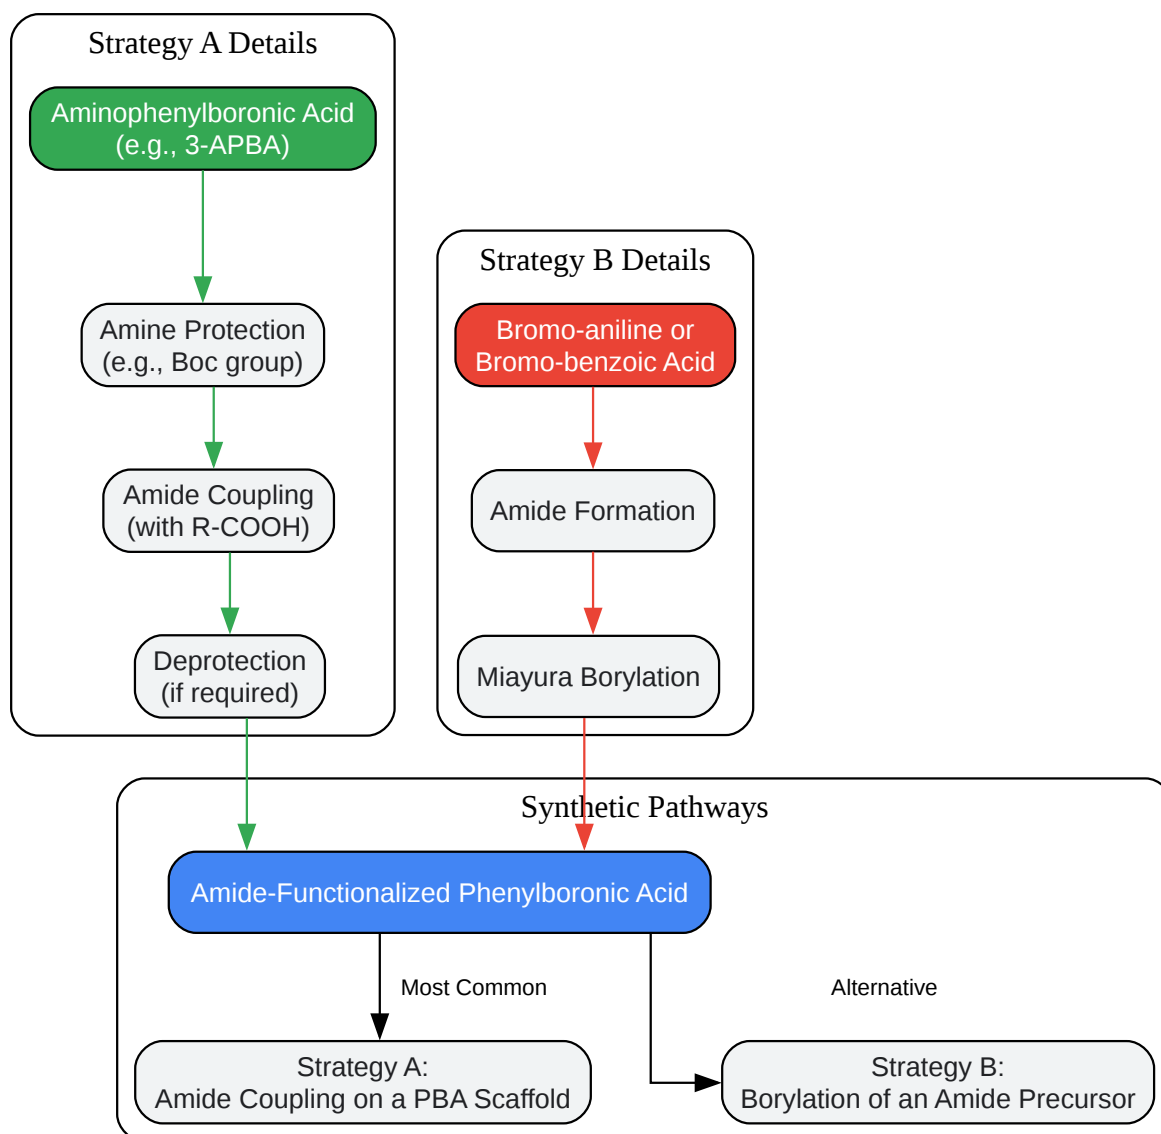 Strategy A Details
Aminophenylboronic Acid
(e.g., 3-APBA)
Amine Protection
(e.g., Boc group)
Amide Coupling
(with R-COOH)
Deprotection
(if required)
Strategy B Details
Bromo-aniline or
Bromo-benzoic Acid
Amide Formation
Miayura Borylation
Synthetic Pathways
Amide-Functionalized Phenylboronic Acid
Most Common
Alternative
Strategy A:
Amide Coupling on a PBA Scaffold
Strategy B:
Borylation of an Amide Precursor